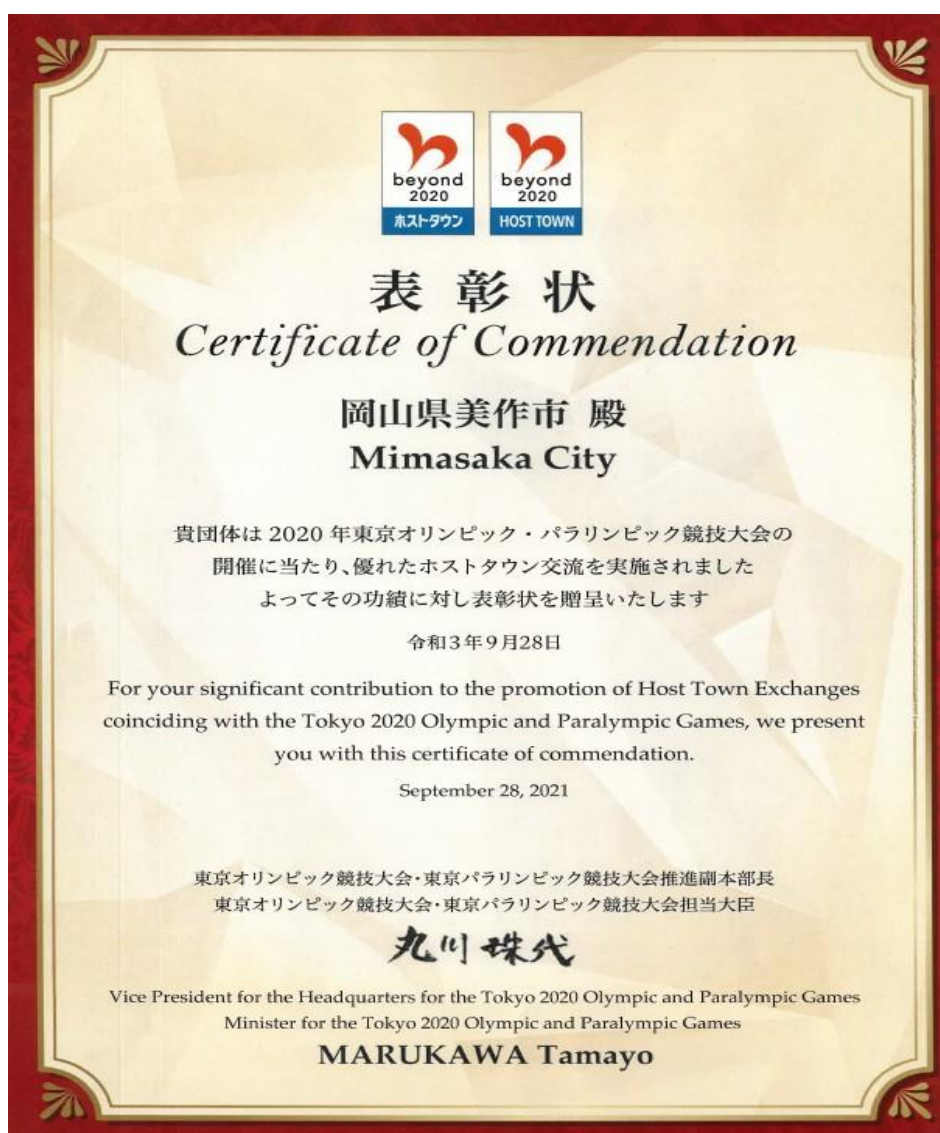 beyond
2020
ホストタウン
beyond
2020
HOST TOWN
表彰状
Certificate of Commendation
岡山県美作市 殿
Mimasaka City
貴団体は 2020 年東京オリンピック・パラリンピック競技大会の
開催に当たり、優れたホストタウン交流を実施されました
よってその功績に対し表彰状を贈呈いたします
令和3年9月28日
For your significant contribution to the promotion of Host Town Exchanges
coinciding with the Tokyo 2020 Olympic and Paralympic Games, we present
you with this certificate of commendation.
September 28, 2021
東京オリンピック競技大会・東京パラリンピック競技大会推進副本部長
東京オリンピック競技大会・東京パラリンピック競技大会担当大臣
丸川珠代
Vice President for the Headquarters for the Tokyo 2020 Olympic and Paralympic Games
Minister for the Tokyo 2020 Olympic and Paralympic Games
MARUKAWA Tamayo